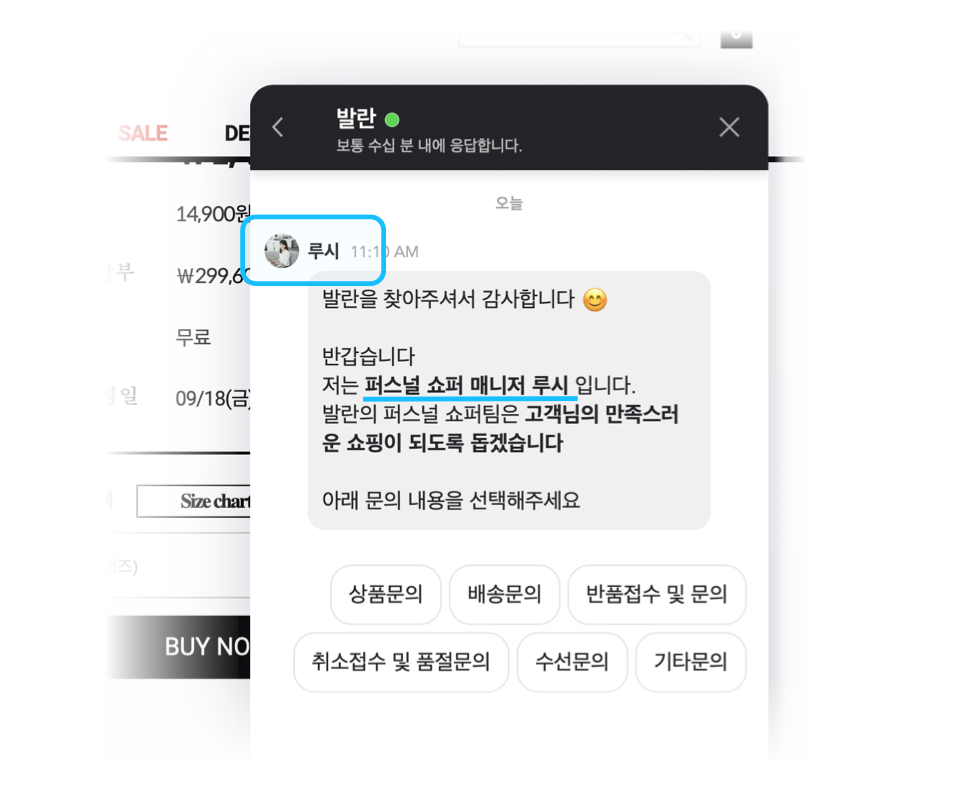 SALE
발란
보통 수십 분 내에 응답합니다.
오늘
14,900원
루시 11:10 AM
₩299,6
무료
09/18(금)
발란을 찾아주셔서 감사합니다 😊
반갑습니다
저는 퍼스널 쇼퍼 매니저 루시 입니다.
발란의 퍼스널 쇼퍼팀은 고객님의 만족스러
운 쇼핑이 되도록 돕겠습니다
아래 문의 내용을 선택해주세요
Size chart
상품문의 배송문의 반품접수 및 문의
BUY NO
취소접수 및 품절문의 수선문의 기타문의